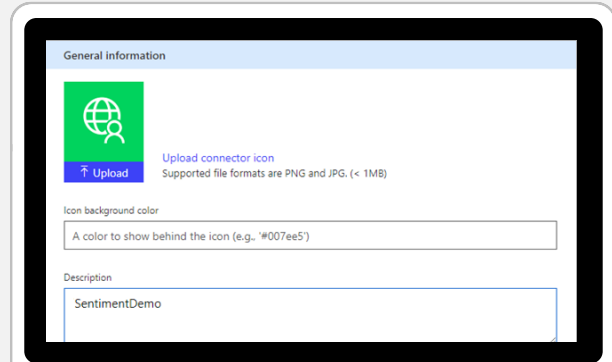 General information
Upload
Upload connector icon
Supported file formats are PNG and JPG. (< 1MB)
Icon background color
A color to show behind the icon (e.g., '#007ee5')
Description
SentimentDemo